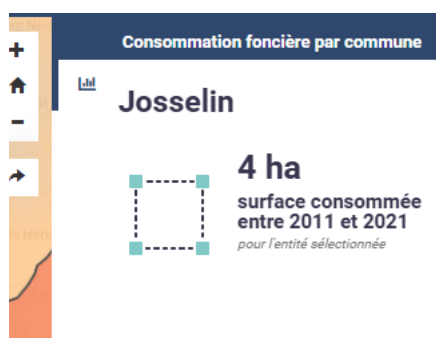 Consommation foncière par commune
Josselin
4 ha
surface consommée
entre 2011 et 2021
pour l'entité sélectionnée